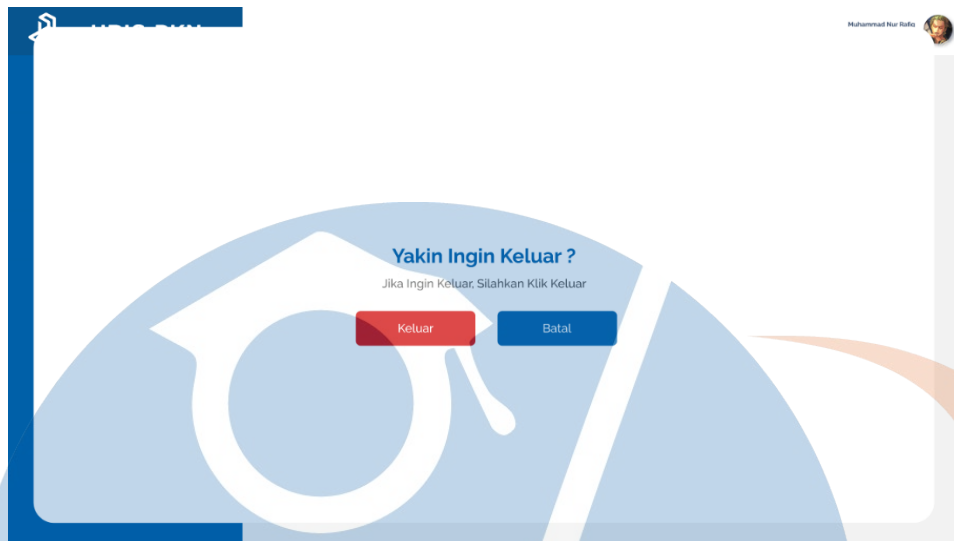 Muhammad Nur Rafiq
Yakin Ingin Keluar ?
Jika Ingin Keluar, Silahkan Klik Keluar
Keluar
Batal